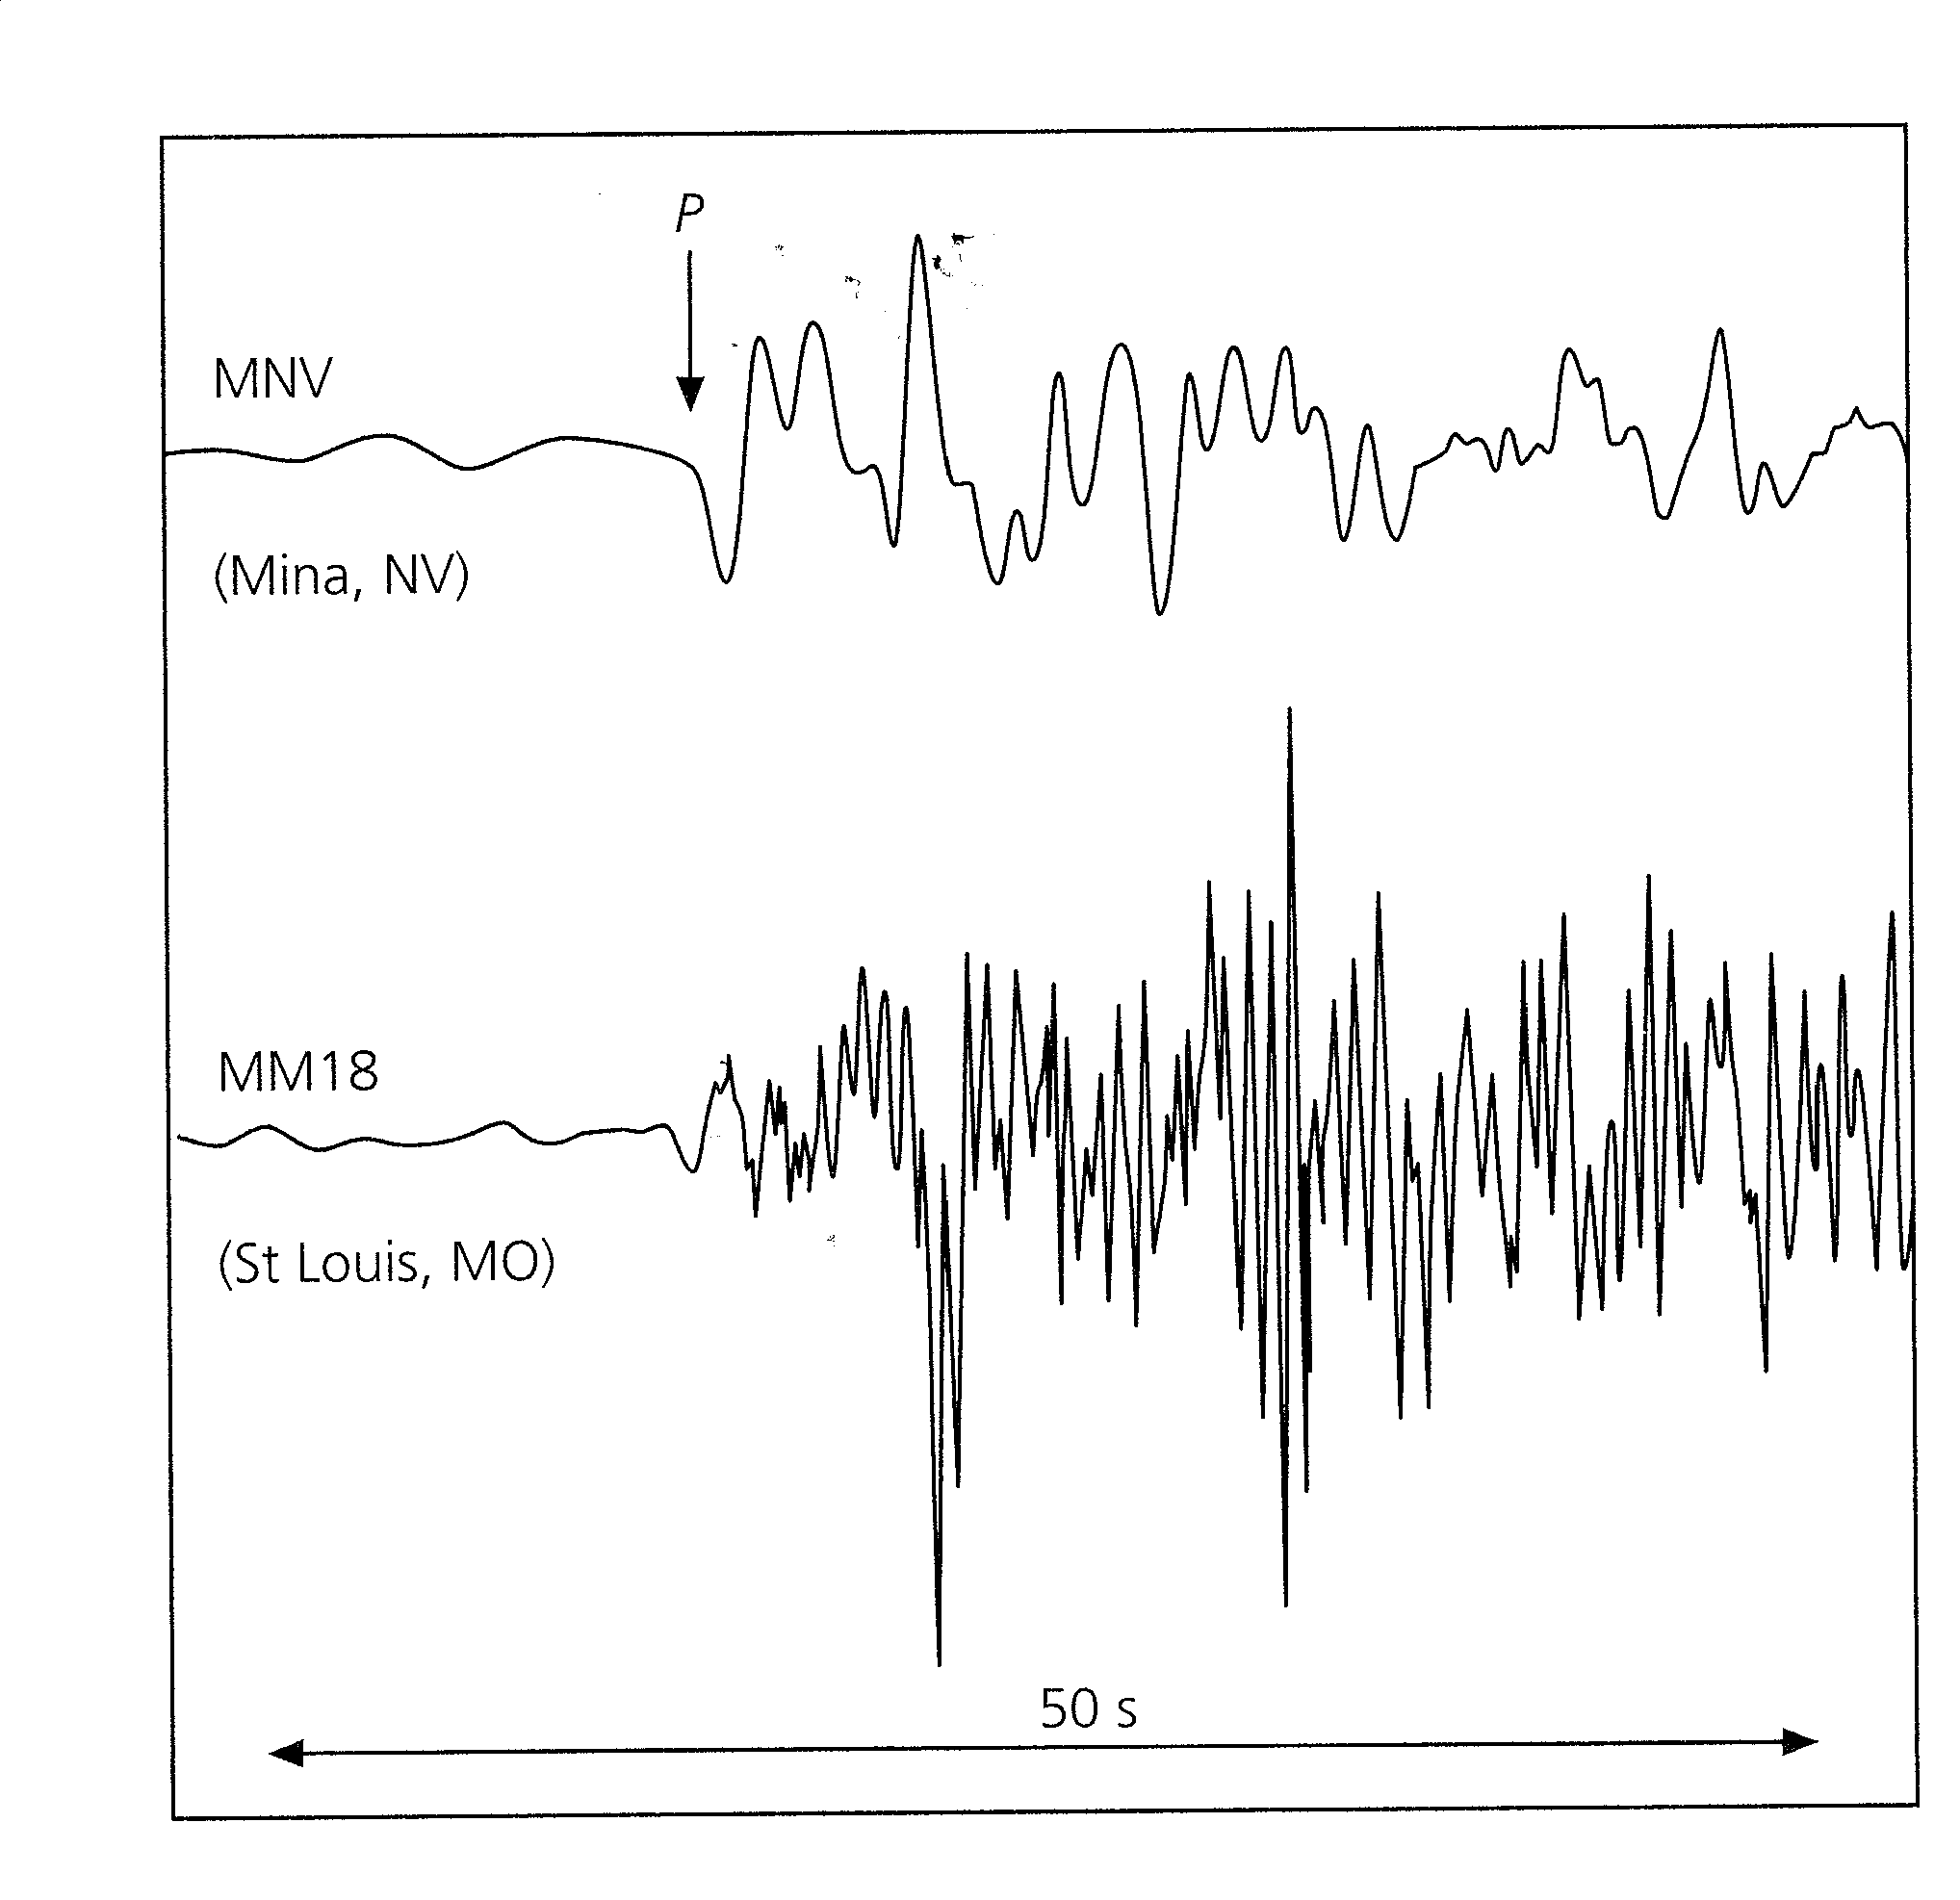 P
MNV
(Mina, NV)
MM18
(St Louis, MO)
50 s